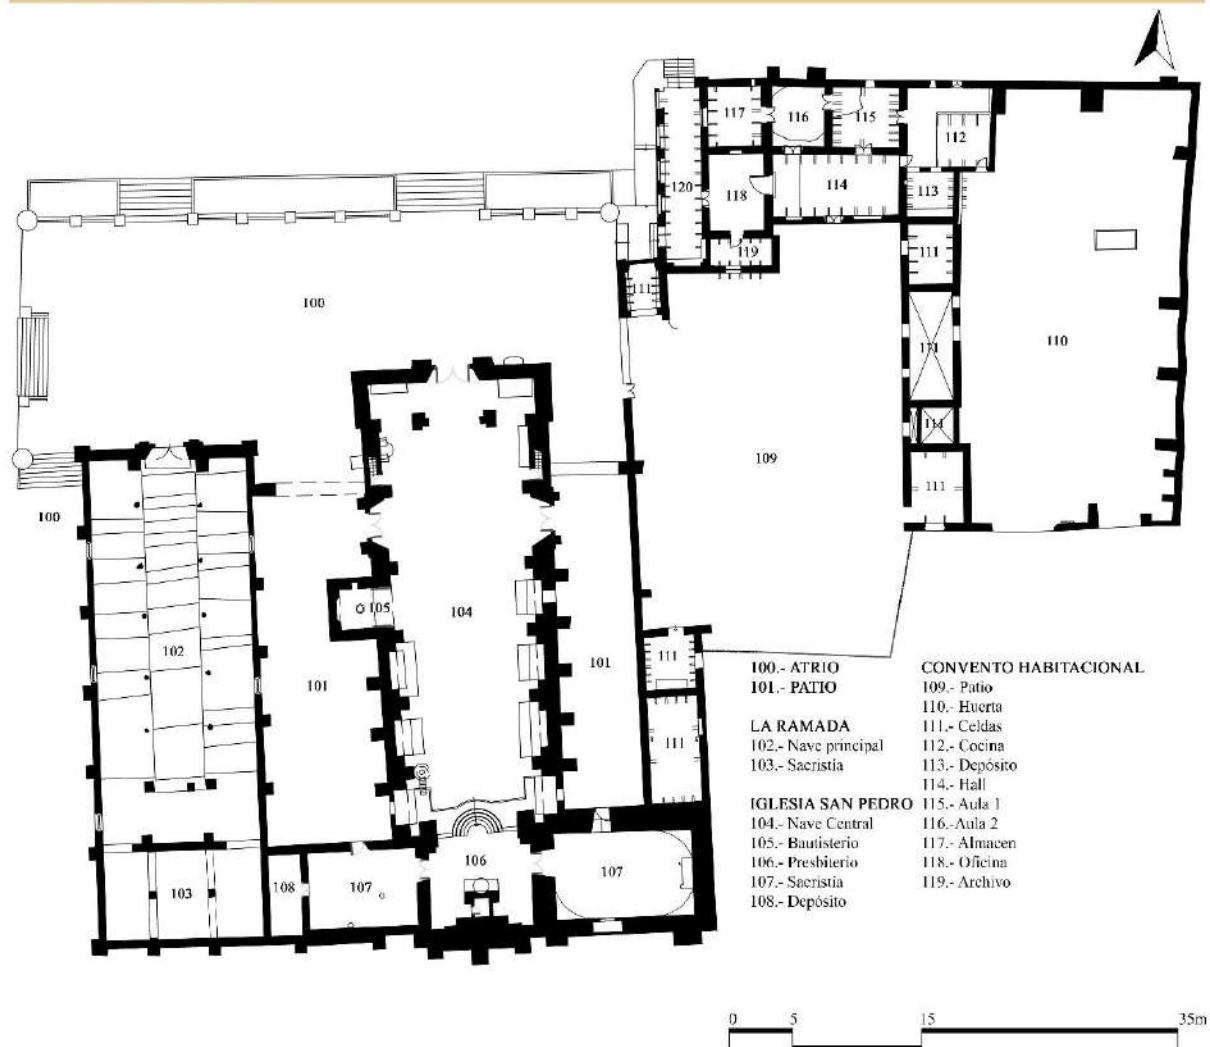 117
116
115
112
120
118
114
113
119
111
111
100
111
110
111
109
111
100
105
104
102
101
101
111
111
106
107
108
107
103
100.- ATRIO
101.- PATIO
LA RAMADA
102.- Nave principal
103.- Sacristía
IGLESIA SAN PEDRO
104.- Nave Central
105.- Bautisterio
106.- Presbiterio
107.- Sacristía
108.- Depósito
CONVENTO HABITACIONAL
109.- Patio
110.- Huerta
111.- Celdas
112.- Cocina
113.- Depósito
114.- Hall
115.- Aula 1
116.-Aula 2
117.- Almacen
118.- Oficina
119.- Archivo
0 5 15 35m